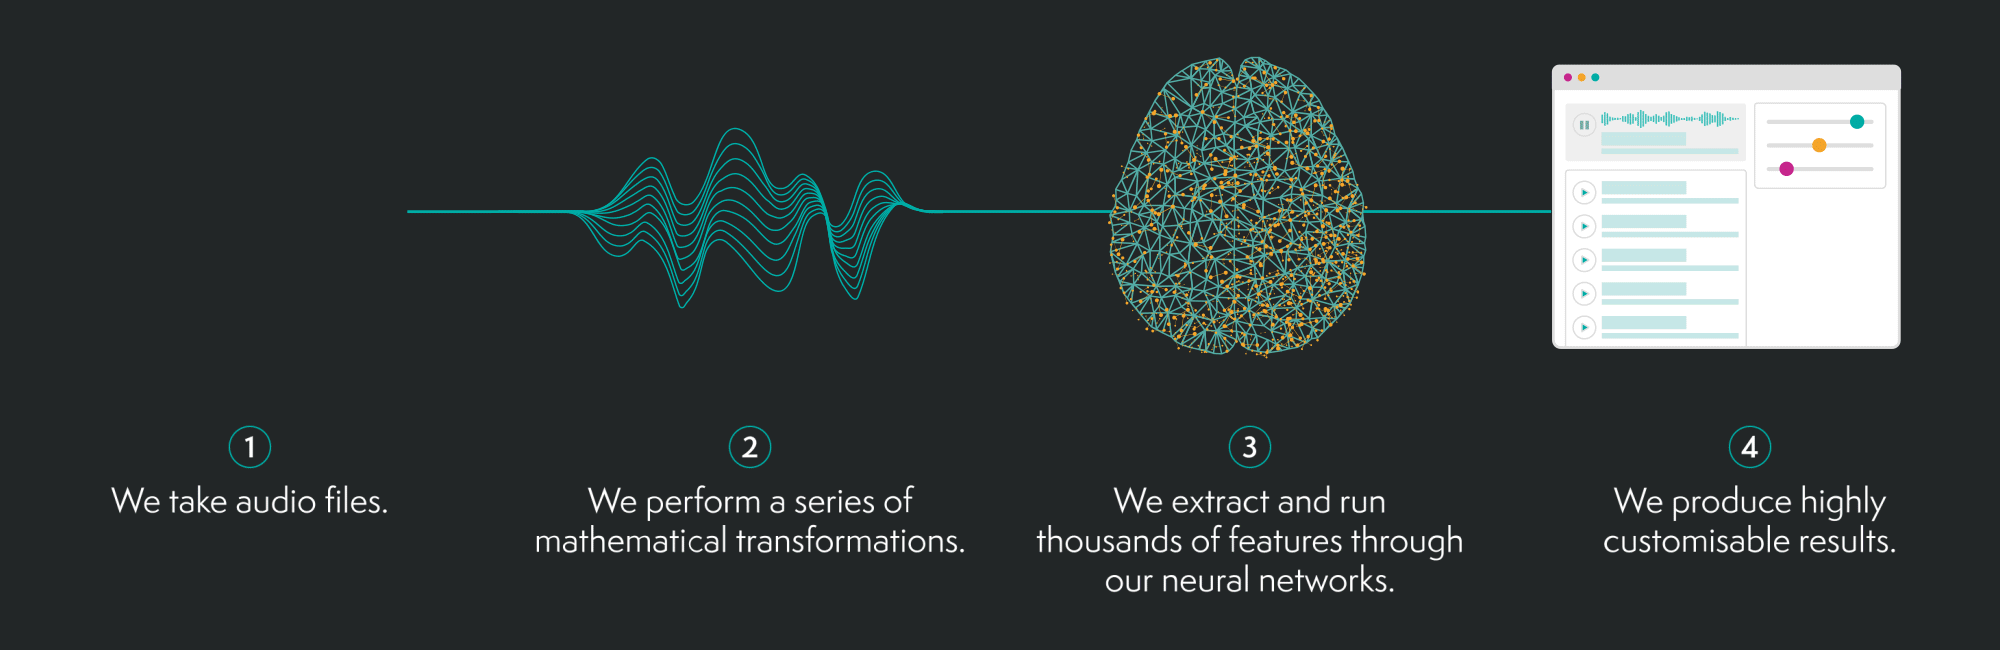 1
We take audio files.
2
We perform a series of
mathematical transformations.
3
We extract and run
thousands of features through
our neural networks.
4
We produce highly
customisable results.